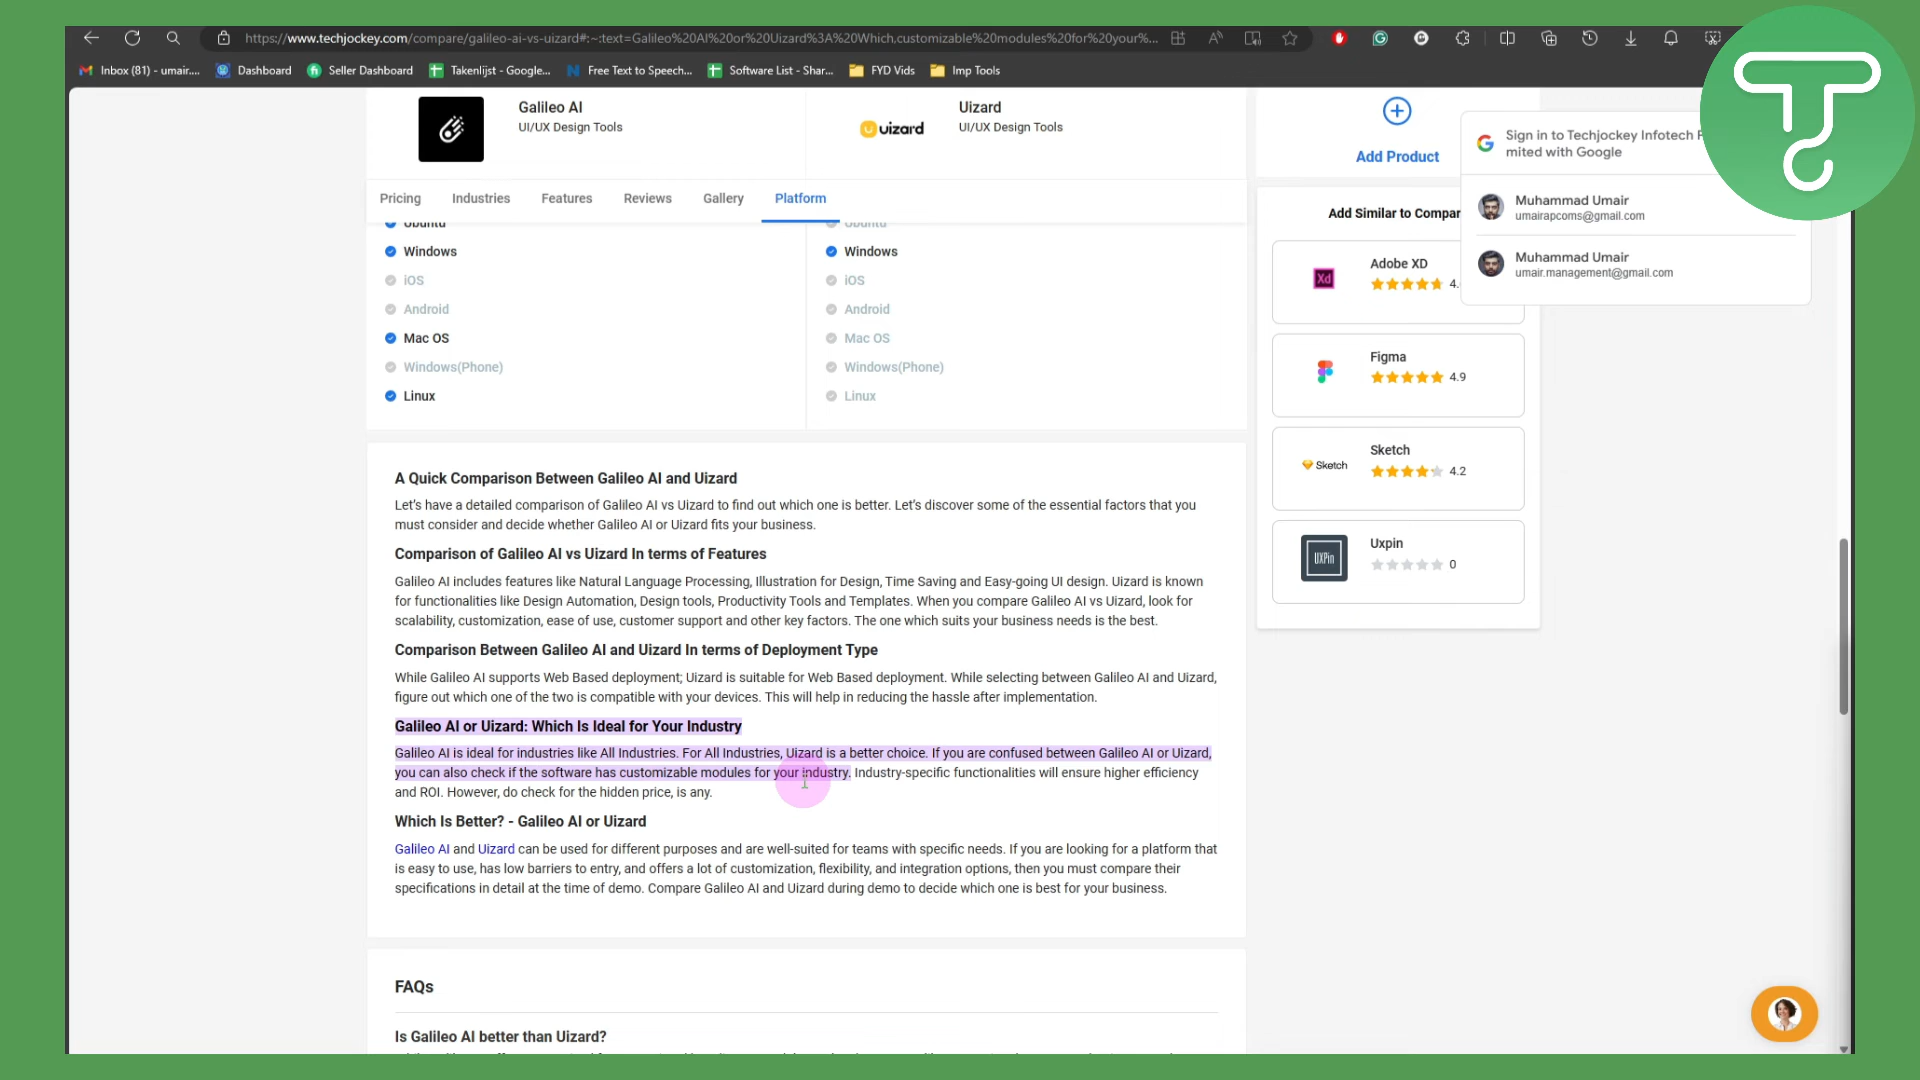 https://www.techjockey.com/compare/galileo-ai-vs-uizard#:~:text=Galileo%20AI%20or%20Uizard%3A%20Which,customizable%20modules%20for%20your%...
Inbox (81) - umair.... Dashboard Seller Dashboard Takenlijst - Google... Free Text to Speech... Software List - Shar... FYD Vids Imp Tools
Galileo AI
UI/UX Design Tools
uizard
Uizard
UI/UX Design Tools
Add Product
Sign in to Techjockey Infotech
mited with Google
Muhammad Umair
umairapcoms@gmail.com
Muhammad Umair
umair.management@gmail.com
Pricing Industries Features Reviews Gallery Platform
Ubuntu Ubuntu
Windows Windows
iOS iOS
Android Android
Mac OS Mac OS
Windows(Phone) Windows(Phone)
Linux Linux
Add Similar to Compar
Xd
Adobe XD
4.
Figma
4.9
Sketch
Sketch
4.2
UXPin
Uxpin
0
A Quick Comparison Between Galileo AI and Uizard
Let's have a detailed comparison of Galileo AI vs Uizard to find out which one is better. Let's discover some of the essential factors that you
must consider and decide whether Galileo AI or Uizard fits your business.
Comparison of Galileo AI vs Uizard In terms of Features
Galileo AI includes features like Natural Language Processing, Illustration for Design, Time Saving and Easy-going UI design. Uizard is known
for functionalities like Design Automation, Design tools, Productivity Tools and Templates. When you compare Galileo AI vs Uizard, look for
scalability, customization, ease of use, customer support and other key factors. The one which suits your business needs is the best.
Comparison Between Galileo AI and Uizard In terms of Deployment Type
While Galileo AI supports Web Based deployment; Uizard is suitable for Web Based deployment. While selecting between Galileo AI and Uizard,
figure out which one of the two is compatible with your devices. This will help in reducing the hassle after implementation.
Galileo AI or Uizard: Which Is Ideal for Your Industry
Galileo AI is ideal for industries like All Industries. For All Industries, Uizard is a better choice. If you are confused between Galileo AI or Uizard,
you can also check if the software has customizable modules for your industry. Industry-specific functionalities will ensure higher efficiency
and ROI. However, do check for the hidden price, is any.
Which Is Better? - Galileo AI or Uizard
Galileo AI and Uizard can be used for different purposes and are well-suited for teams with specific needs. If you are looking for a platform that
is easy to use, has low barriers to entry, and offers a lot of customization, flexibility, and integration options, then you must compare their
specifications in detail at the time of demo. Compare Galileo AI and Uizard during demo to decide which one is best for your business.
FAQs
Is Galileo AI better than Uizard?